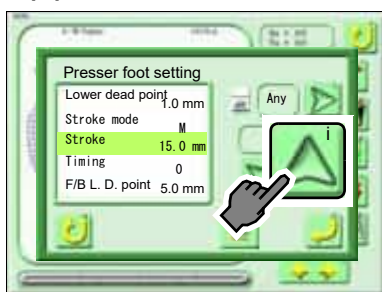 Presser foot setting
Lower dead point 1.0 mm
Stroke mode M
Stroke 15.0 mm
Timing 0
F/B L. D. point 5.0 mm
Any
i